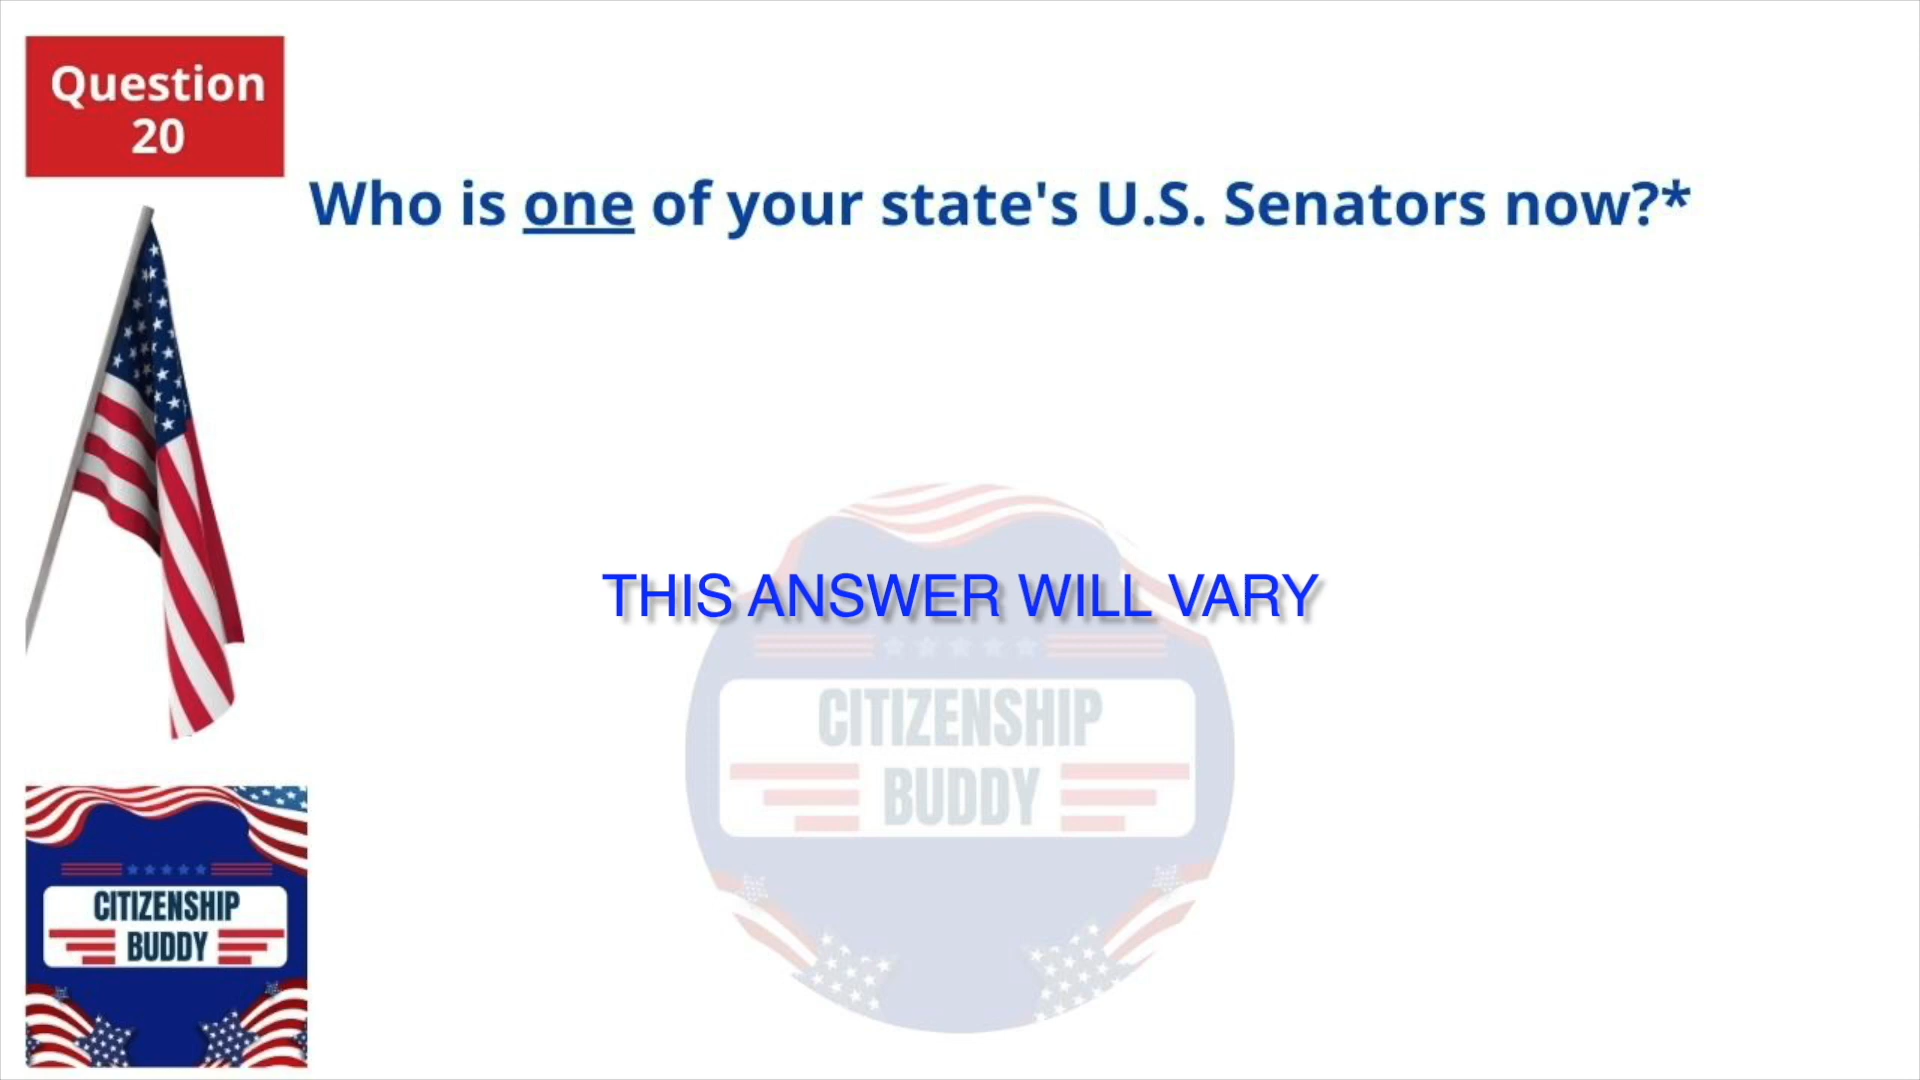 Question
20
Who is one of your state's U.S. Senators now?*
THIS ANSWER WILL VARY
CITIZENSHIP
BUDDY
CITIZENSHIP
BUDDY